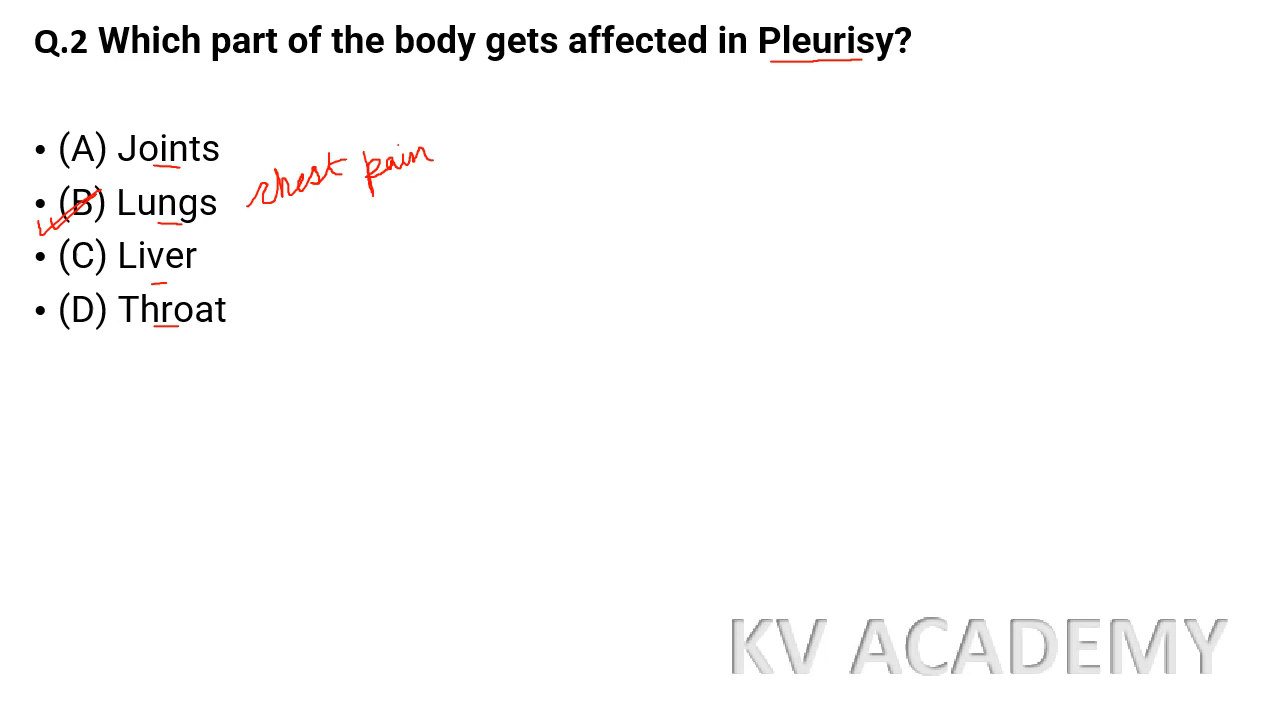 Q.2 Which part of the body gets affected in Pleurisy?
• (A) Joints
• (B) Lungs chest pain
• (C) Liver
• (D) Throat
KV ACADEMY